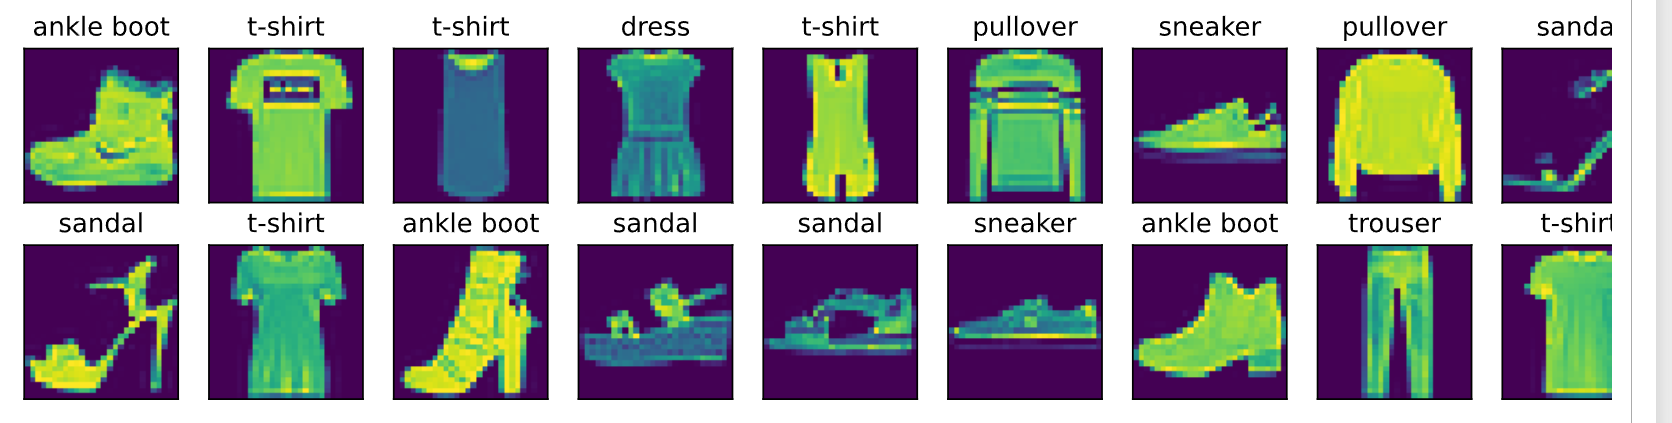 ankle boot t-shirt t-shirt dress t-shirt pullover sneaker pullover sanda
sandal t-shirt ankle boot sandal sandal sneaker ankle boot trouser t-shirt